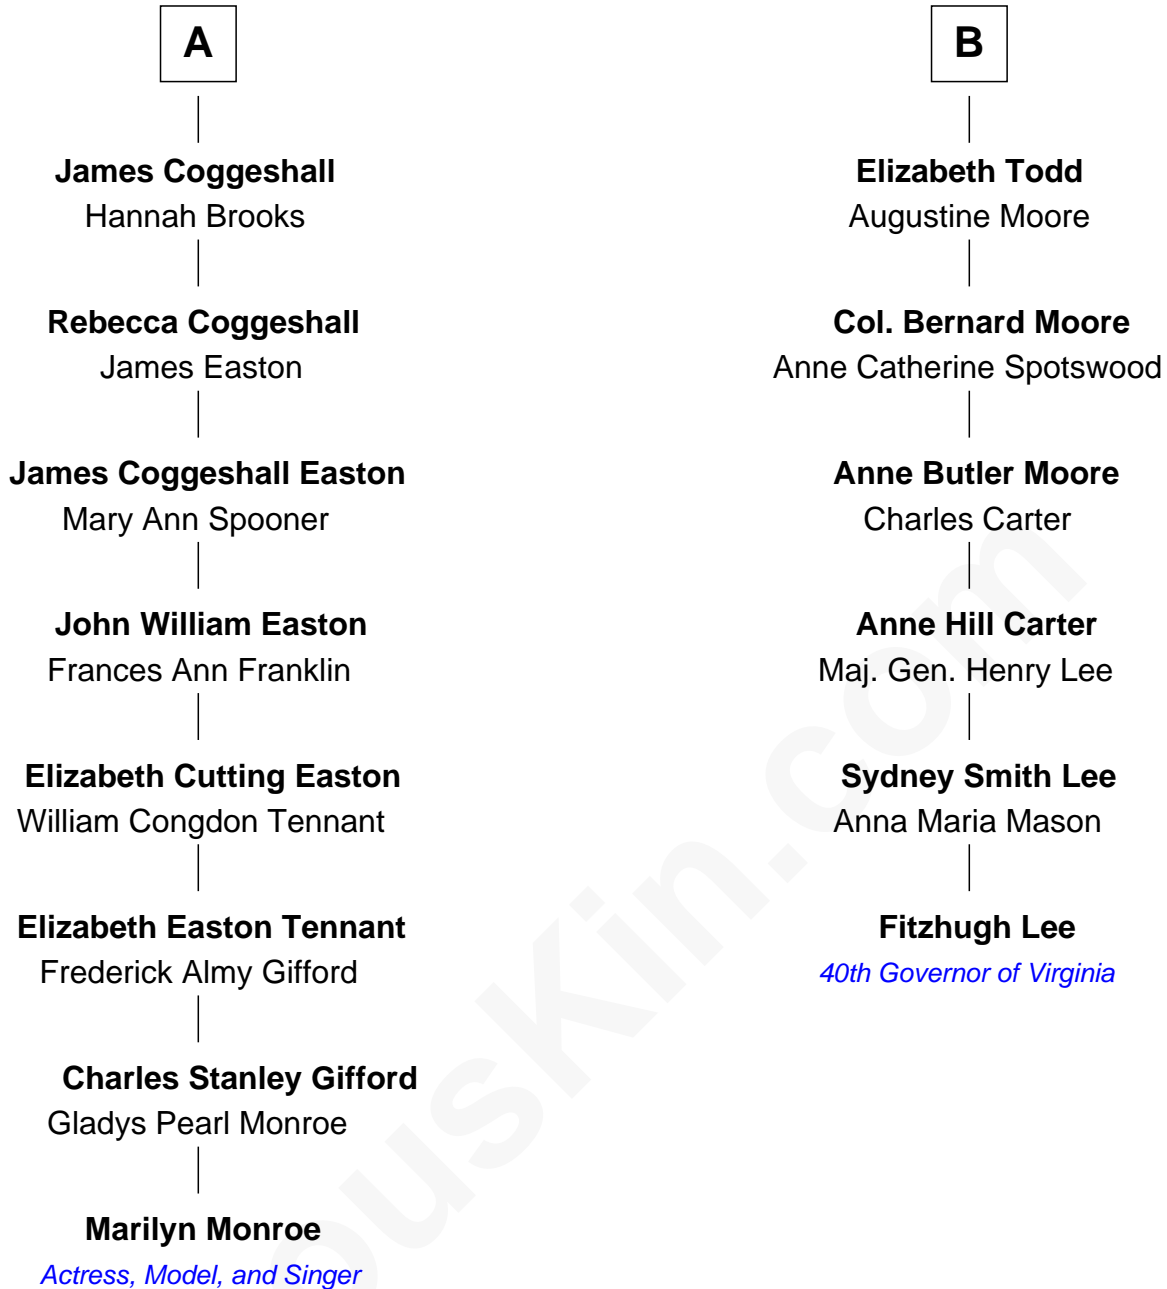 A
James Coggeshall
Hannah Brooks
Rebecca Coggeshall
James Easton
James Coggeshall Easton
Mary Ann Spooner
John William Easton
Frances Ann Franklin
Elizabeth Cutting Easton
William Congdon Tennant
Elizabeth Easton Tennant
Frederick Almy Gifford
Charles Stanley Gifford
Gladys Pearl Monroe
Marilyn Monroe
Actress, Model, and Singer
B
Elizabeth Todd
Augustine Moore
Col. Bernard Moore
Anne Catherine Spotswood
Anne Butler Moore
Charles Carter
Anne Hill Carter
Maj. Gen. Henry Lee
Sydney Smith Lee
Anna Maria Mason
Fitzhugh Lee
40th Governor of Virginia
ousKin.com